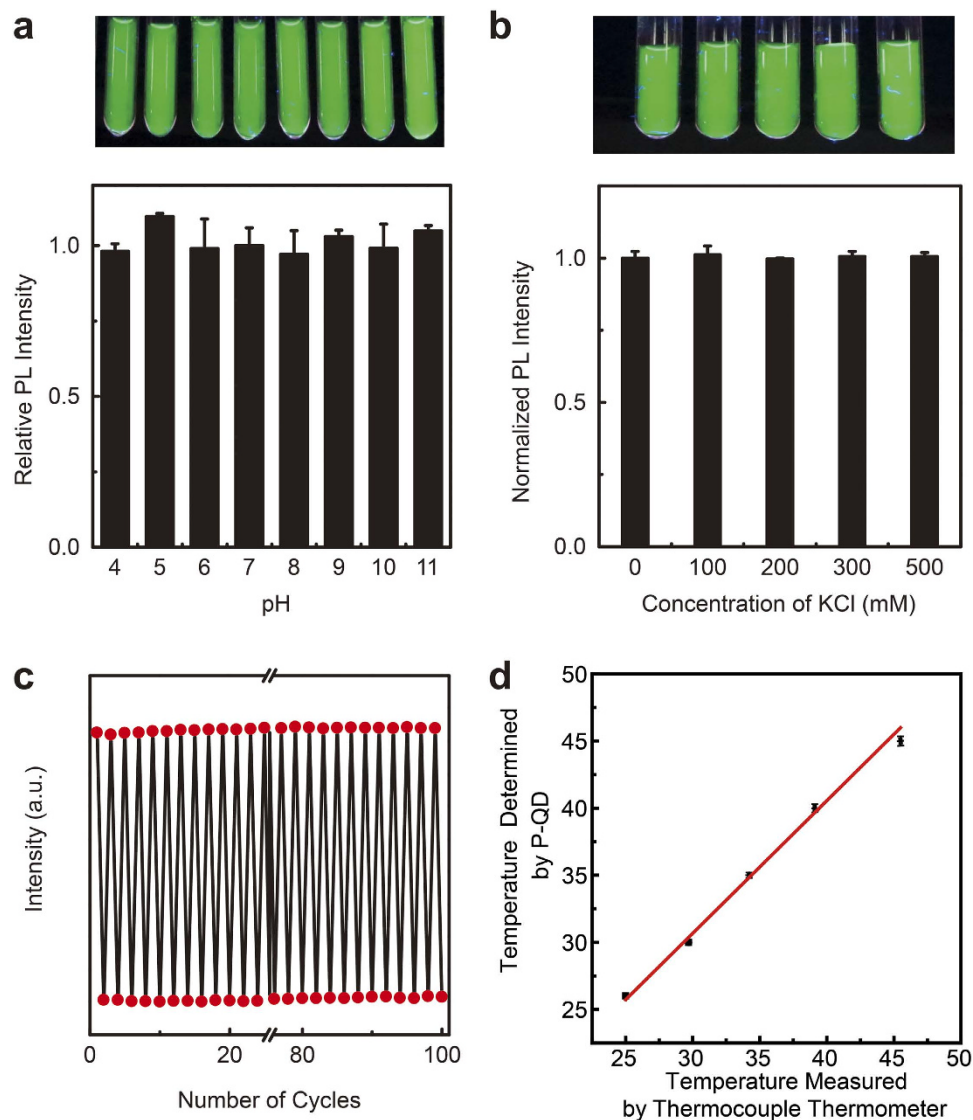 a
1.0
0.5
0.0
Relative PL Intensity
4 5 6 7 8 9 10 11
pH
b
1.0
0.5
0.0
Normalized PL Intensity
0 100 200 300 500
Concentration of KCl (mM)
c
Intensity (a.u.)
0 20 80 100
Number of Cycles
d
50
45
40
35
30
25
Temperature Determined
by P-QD
25 30 35 40 45 50
Temperature Measured
by Thermocouple Thermometer